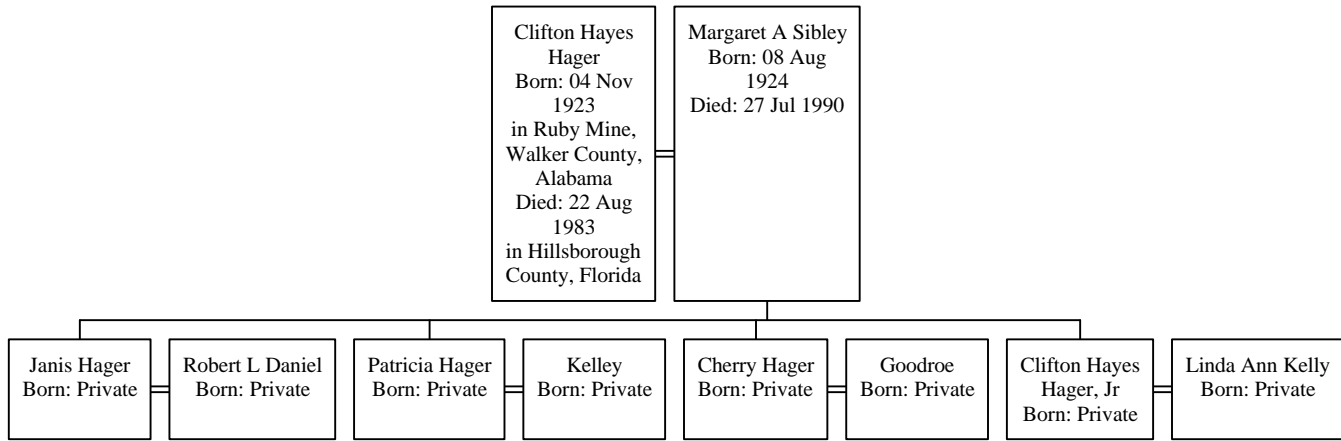 Clifton Hayes
Hager
Born: 04 Nov
1923
in Ruby Mine,
Walker County,
Alabama
Died: 22 Aug
1983
in Hillsborough
County, Florida
Margaret A Sibley
Born: 08 Aug
1924
Died: 27 Jul 1990
Janis Hager
Born: Private
Robert L Daniel
Born: Private
Patricia Hager
Born: Private
Kelley
Born: Private
Cherry Hager
Born: Private
Goodroe
Born: Private
Clifton Hayes
Hager, Jr
Born: Private
Linda Ann Kelly
Born: Private